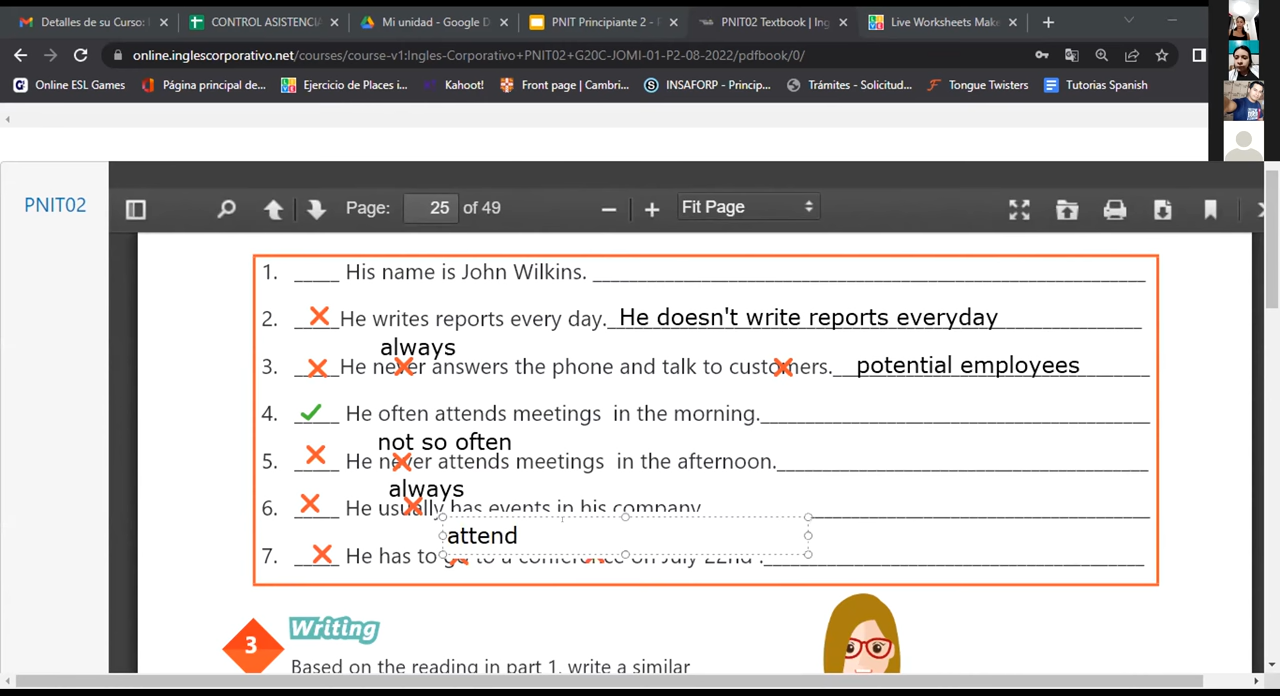 Detalles de su Curso:
CONTROL ASISTENCIA
Mi unidad - Google D
PNIT Principiante 2 - P
PNIT02 Textbook | Ing
Live Worksheets Make
online.inglescorporativo.net/courses/course-v1:Ingles-Corporativo+PNIT02+G20C-JOMI-01-P2-08-2022/pdfbook/0/
Online ESL Games
Página principal de...
Ejercicio de Places i...
Kahoot!
Front page | Cambri...
INSAFORP - Princip...
Trámites - Solicitud...
Tongue Twisters
Tutorias Spanish
PNIT02
Page: 25 of 49
Fit Page
1. _____ His name is John Wilkins.
2. He writes reports every day. He doesn't write reports everyday
always
3. He never answers the phone and talk to customers. potential employees
4. He often attends meetings in the morning.
not so often
5. He never attends meetings in the afternoon.
always
6. He usually has events in his company
attend
7. He has to go to a conference on July 22nd .
3 Writing
Based on the reading in part 1, write a similar